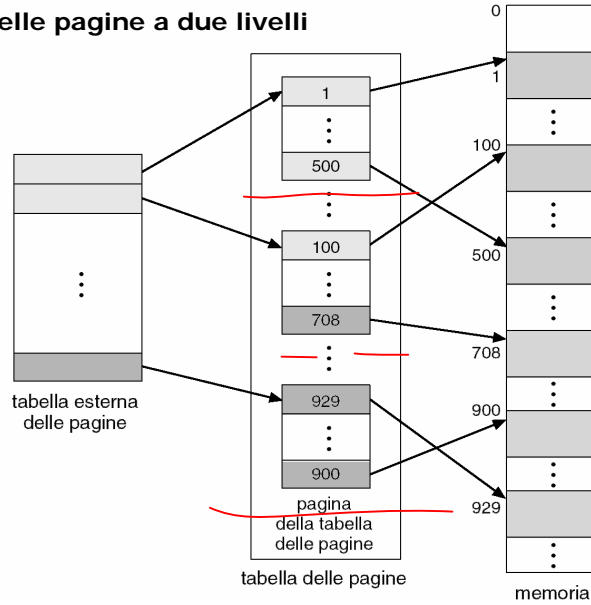 elle pagine a due livelli
1
500
100
708
929
900
tabella esterna
delle pagine
pagina
della tabella
delle pagine
tabella delle pagine
0
1
100
500
708
900
929
memoria